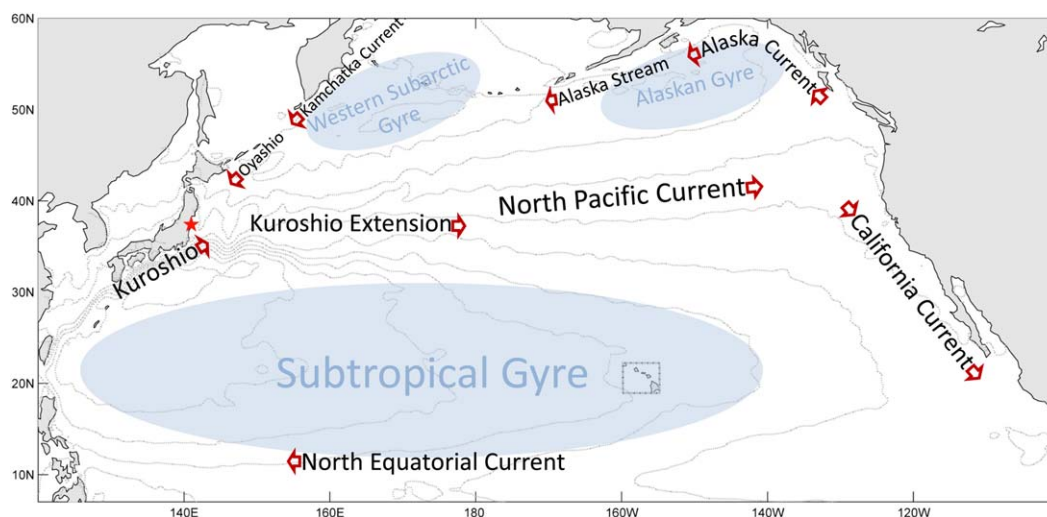 60N
50N
40N
30N
20N
10N
Kamchatka Current
Western Subarctic
Gyre
Oyashio
Alaska Stream
Alaska Current
Alaskan Gyre
North Pacific Current
Kuroshio Extension
Kuroshio
California Current
Subtropical Gyre
North Equatorial Current
140E
160E
180
160W
140W
120W